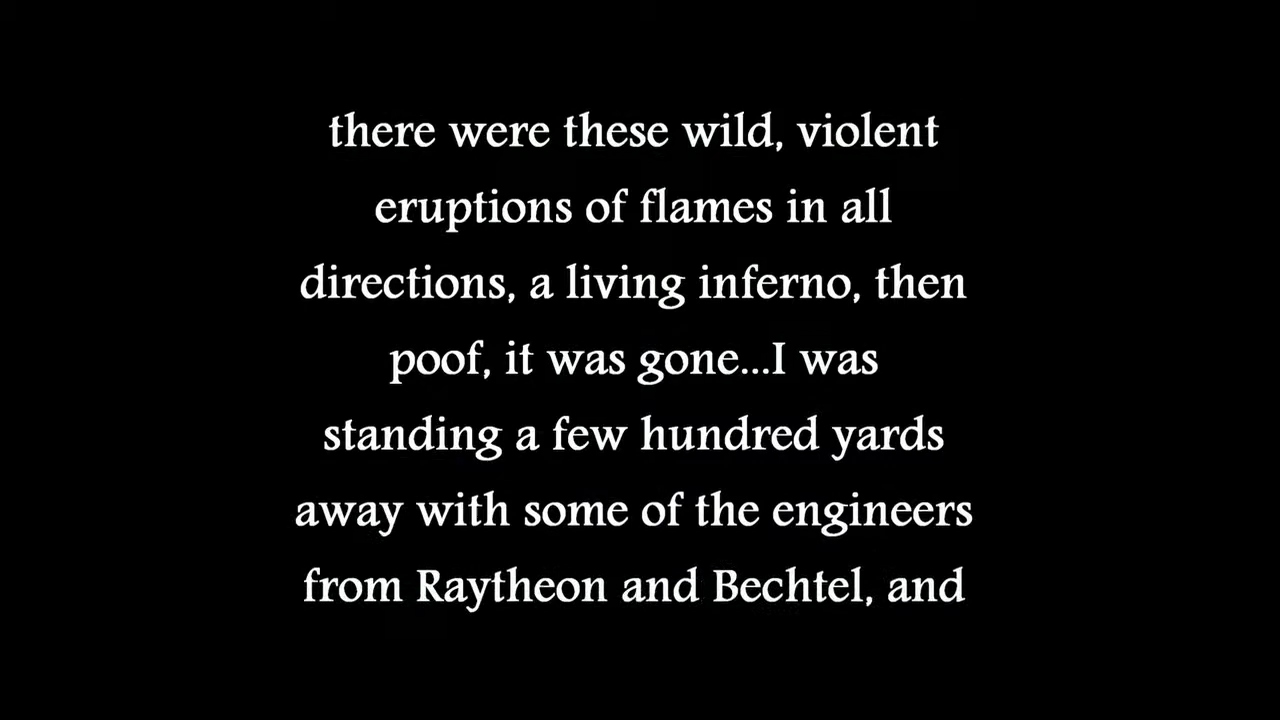 there were these wild, violent
eruptions of flames in all
directions, a living inferno, then
poof, it was gone...I was
standing a few hundred yards
away with some of the engineers
from Raytheon and Bechtel, and